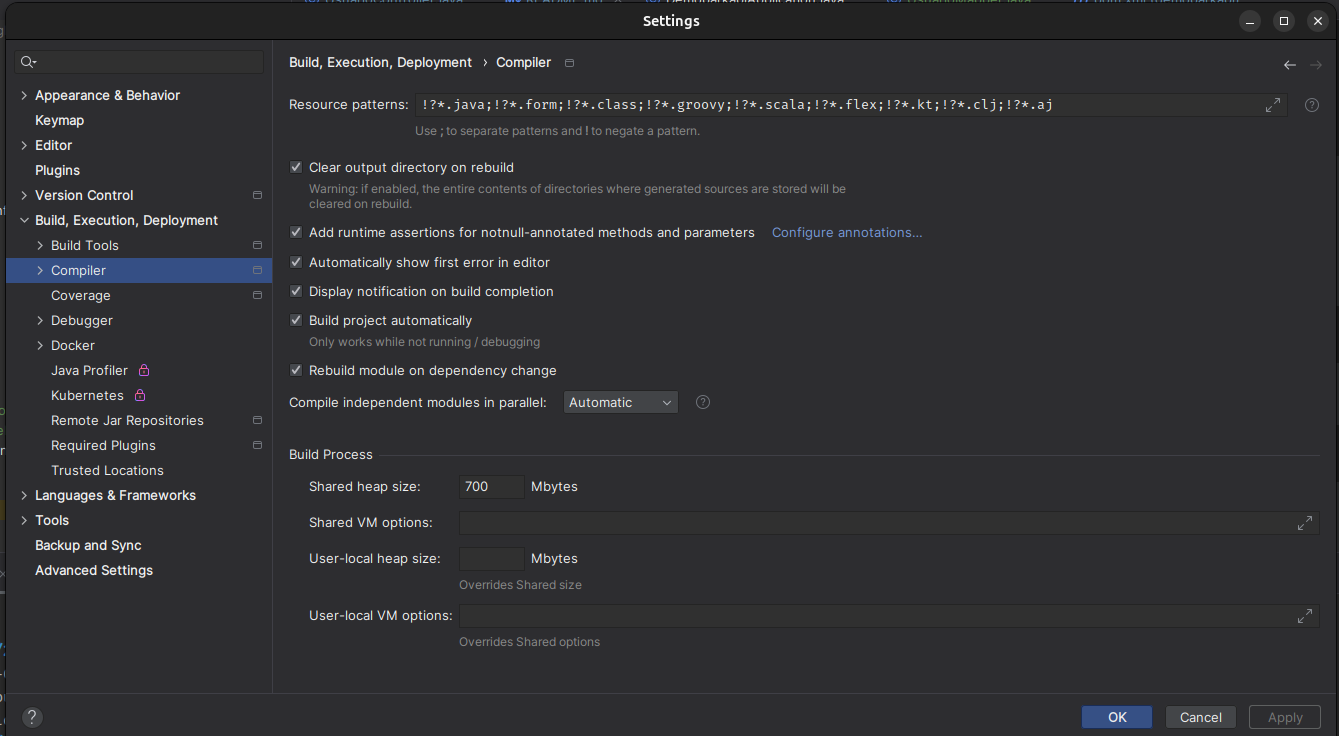 Settings
Build, Execution, Deployment › Compiler
Appearance & Behavior
Keymap
Editor
Plugins
Version Control
Build, Execution, Deployment
Build Tools
Compiler
Coverage
Debugger
Docker
Java Profiler
Kubernetes
Remote Jar Repositories
Required Plugins
Trusted Locations
Languages & Frameworks
Tools
Backup and Sync
Advanced Settings
Resource patterns: !?*.java;!?*.form;!?*.class;!?*.groovy;!?*.scala;!?*.flex;!?*.kt;!?*.clj;!?*.aj
Use ; to separate patterns and ! to negate a pattern.
Clear output directory on rebuild
Warning: if enabled, the entire contents of directories where generated sources are stored will be
cleared on rebuild.
Add runtime assertions for notnull-annotated methods and parameters Configure annotations...
Automatically show first error in editor
Display notification on build completion
Build project automatically
Only works while not running / debugging
Rebuild module on dependency change
Compile independent modules in parallel: Automatic
Build Process
Shared heap size: 700 Mbytes
Shared VM options:
User-local heap size: Mbytes
Overrides Shared size
User-local VM options:
Overrides Shared options
? OK Cancel Apply